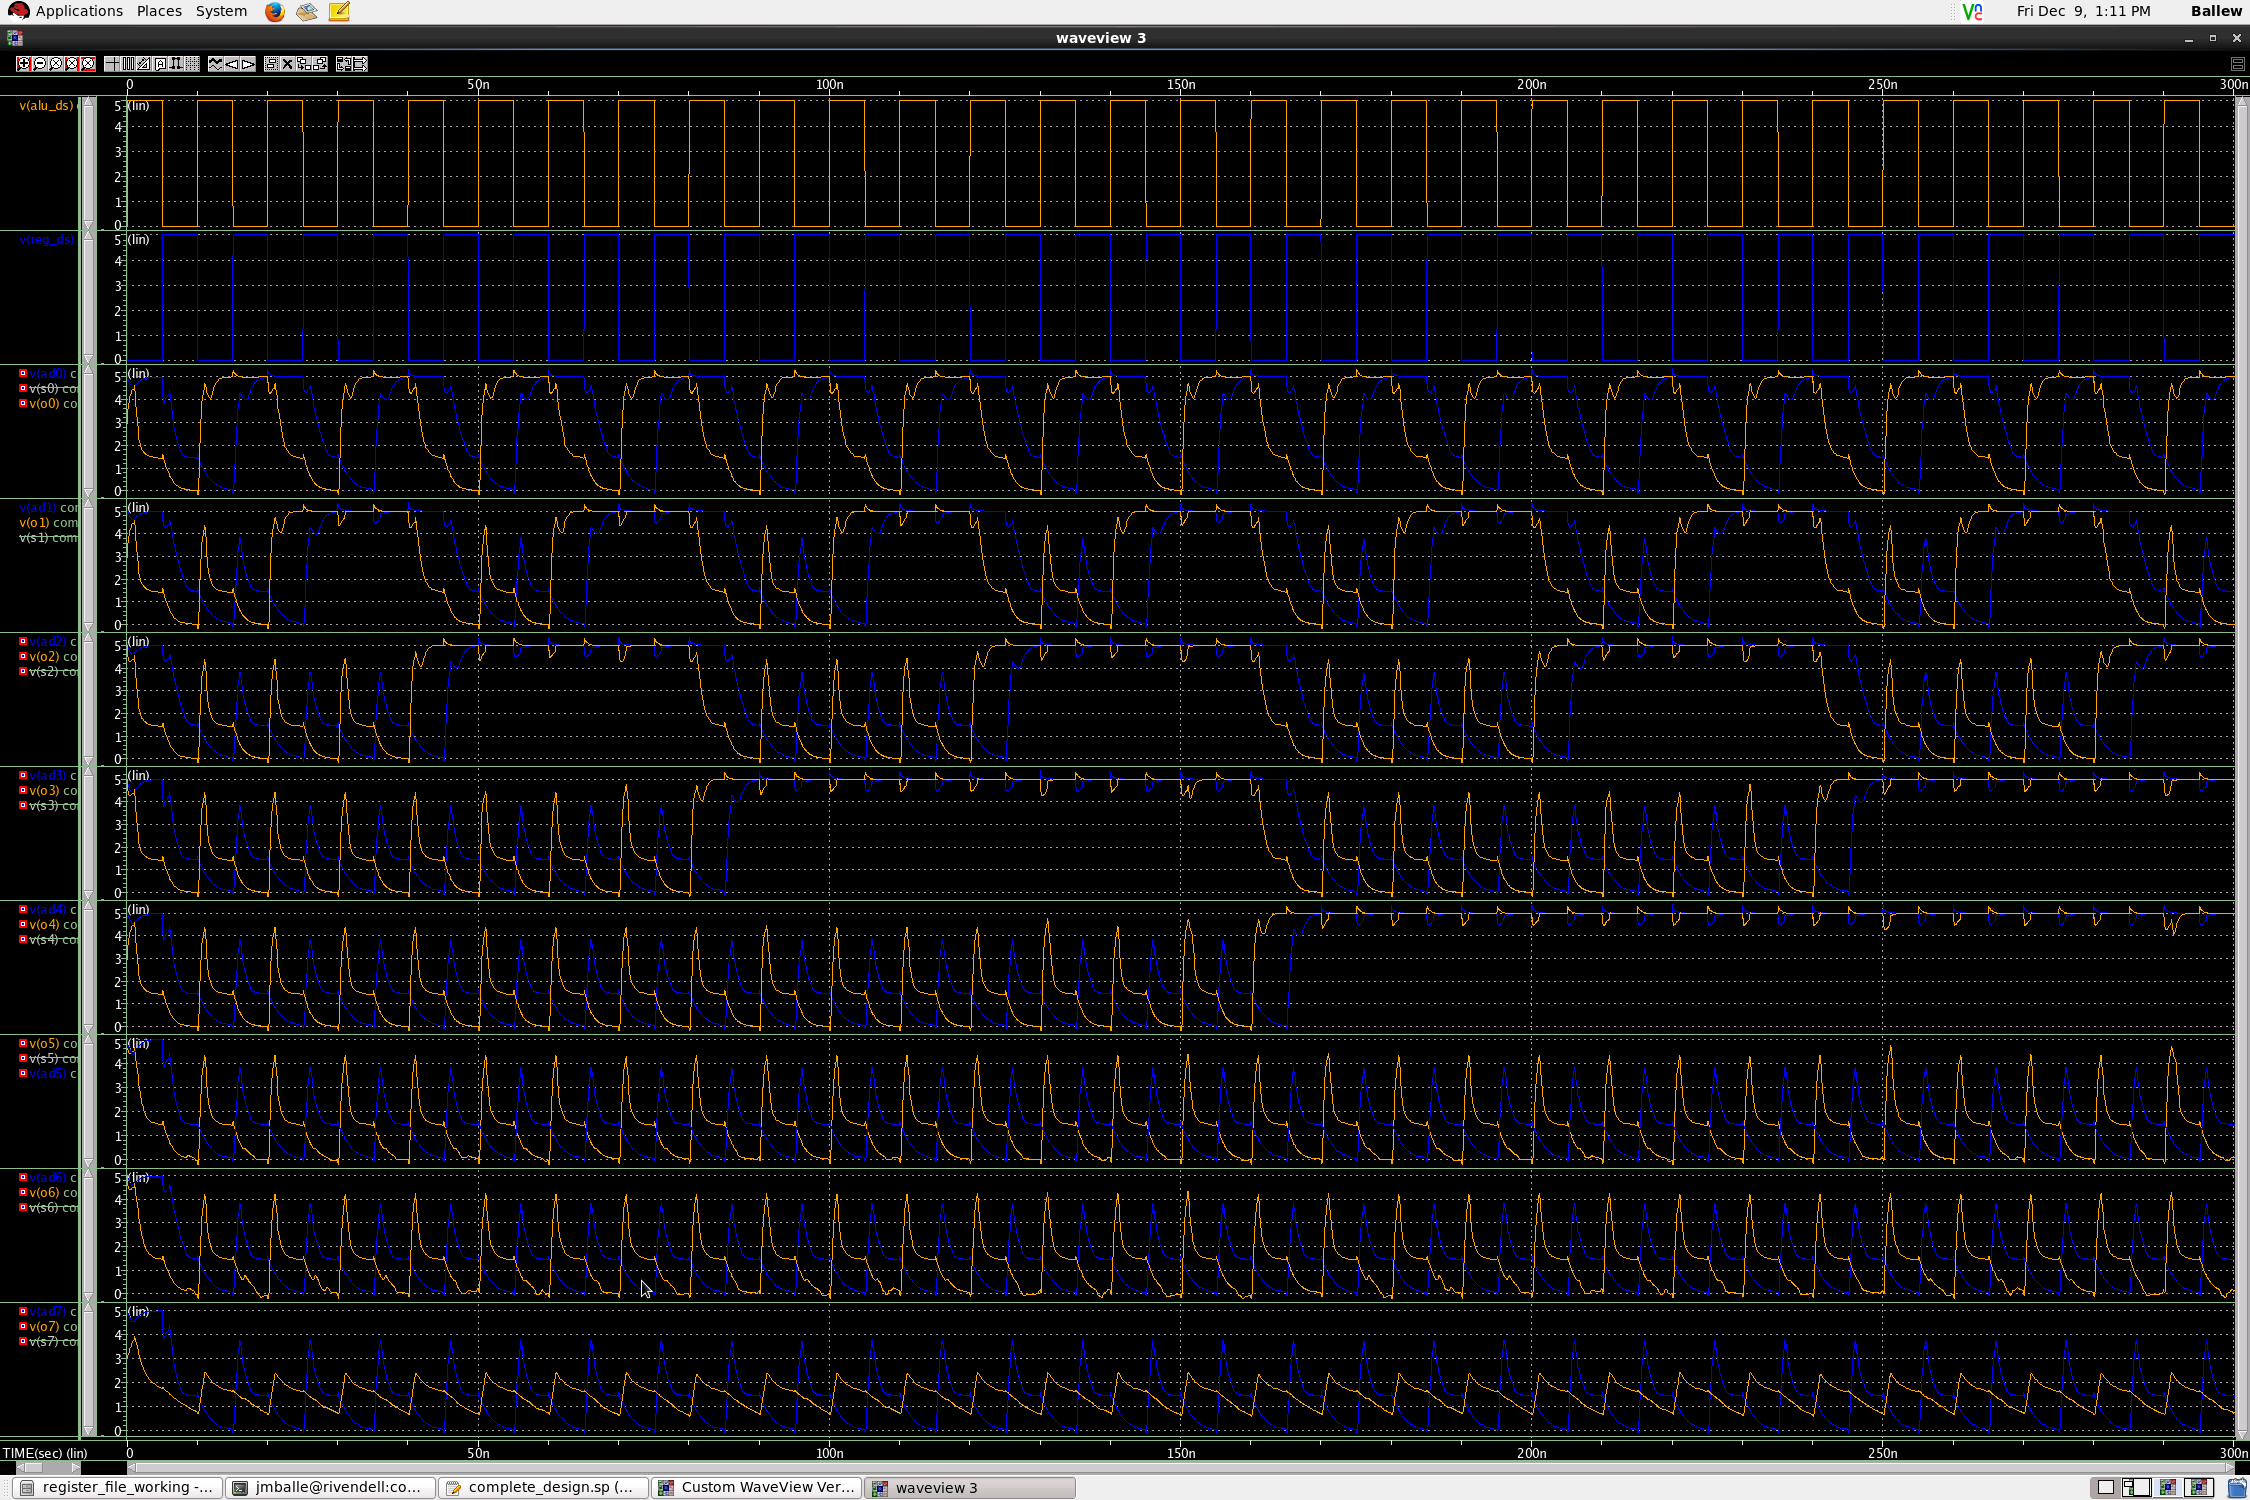 Applications Places System Fri Dec 9, 1:11 PM Ballew
waveview 3
0 50n 100n 150n 200n 250n 300n
v(alu_ds)
5 (lin)
4
3
2
1
0
v(reg_ds)
5 (lin)
4
3
2
1
0
v(ad0) c
v(s0) co
v(o0) co
5 (lin)
4
3
2
1
0
v(ad1) co
v(o1) com
v(s1) com
5 (lin)
4
3
2
1
0
v(ad2) c
v(o2) co
v(s2) co
5 (lin)
4
3
2
1
0
v(ad3) c
v(o3) co
v(s3) co
5 (lin)
4
3
2
1
0
v(ad4) c
v(o4) co
v(s4) co
5 (lin)
4
3
2
1
0
v(o5) co
v(s5) co
v(ad5) c
5 (lin)
4
3
2
1
0
v(ad6) c
v(o6) co
v(s6) co
5 (lin)
4
3
2
1
0
v(ad7) c
v(o7) co
v(s7) co
5 (lin)
4
3
2
1
0
TIME(sec) (lin) 0 50n 100n 150n 200n 250n 300n
register_file_working -... jmballe@rivendell:co... complete_design.sp (... Custom WaveView Ver... waveview 3